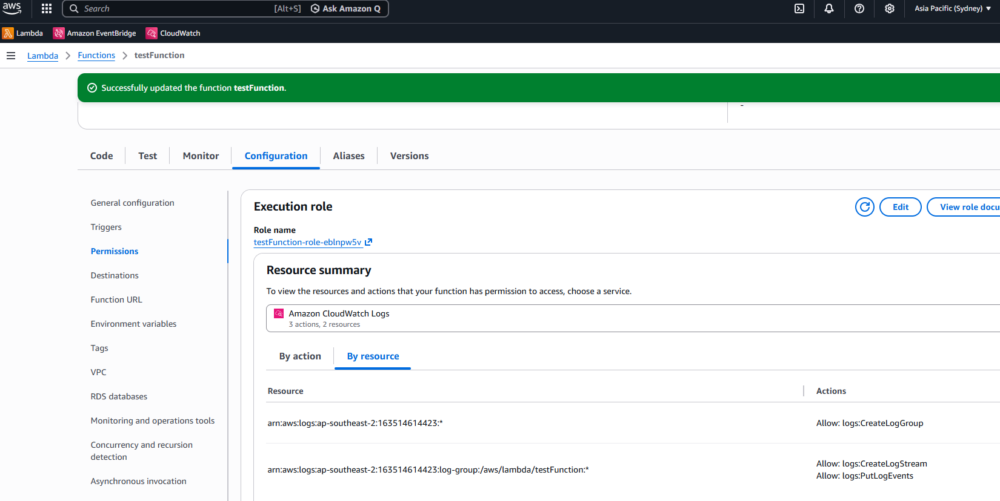 aws
Search [Alt+S] Ask Amazon Q
Asia Pacific (Sydney)
Lambda Amazon EventBridge CloudWatch
Lambda Functions testFunction
Successfully updated the function testFunction.
-
Code Test Monitor Configuration Aliases Versions
General configuration
Triggers
Permissions
Destinations
Function URL
Environment variables
Tags
VPC
RDS databases
Monitoring and operations tools
Concurrency and recursion
detection
Asynchronous invocation
Execution role
Edit View role docu
Role name
testFunction-role-eblnpw5v
Resource summary
To view the resources and actions that your function has permission to access, choose a service.
Amazon CloudWatch Logs
3 actions, 2 resources
By action By resource
Resource Actions
arn:aws:logs:ap-southeast-2:163514614423:* Allow: logs:CreateLogGroup
arn:aws:logs:ap-southeast-2:163514614423:log-group:/aws/lambda/testFunction:* Allow: logs:CreateLogStream
Allow: logs:PutLogEvents